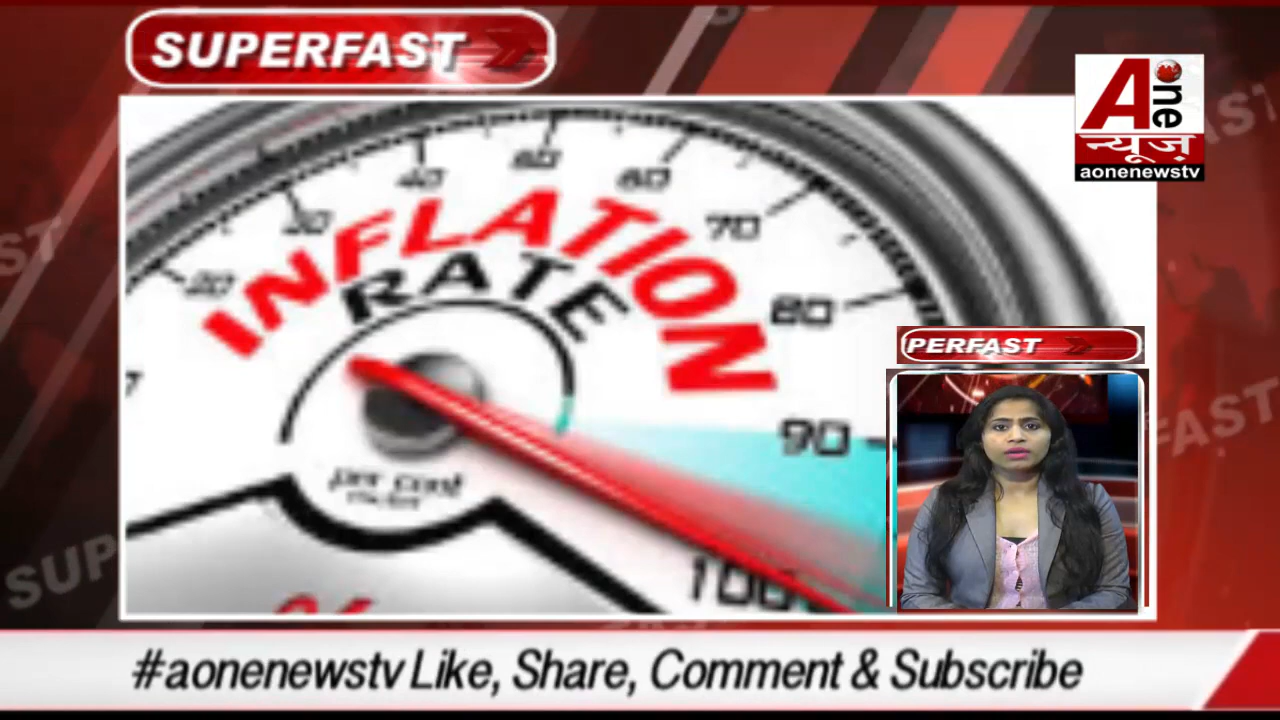 SUPERFAST
A one
न्यूज़
aonenewstv
40
60
70
20
INFLATION
RATE
80
PERFAST
90
per cent
100
%
#aonenewstv Like, Share, Comment & Subscribe